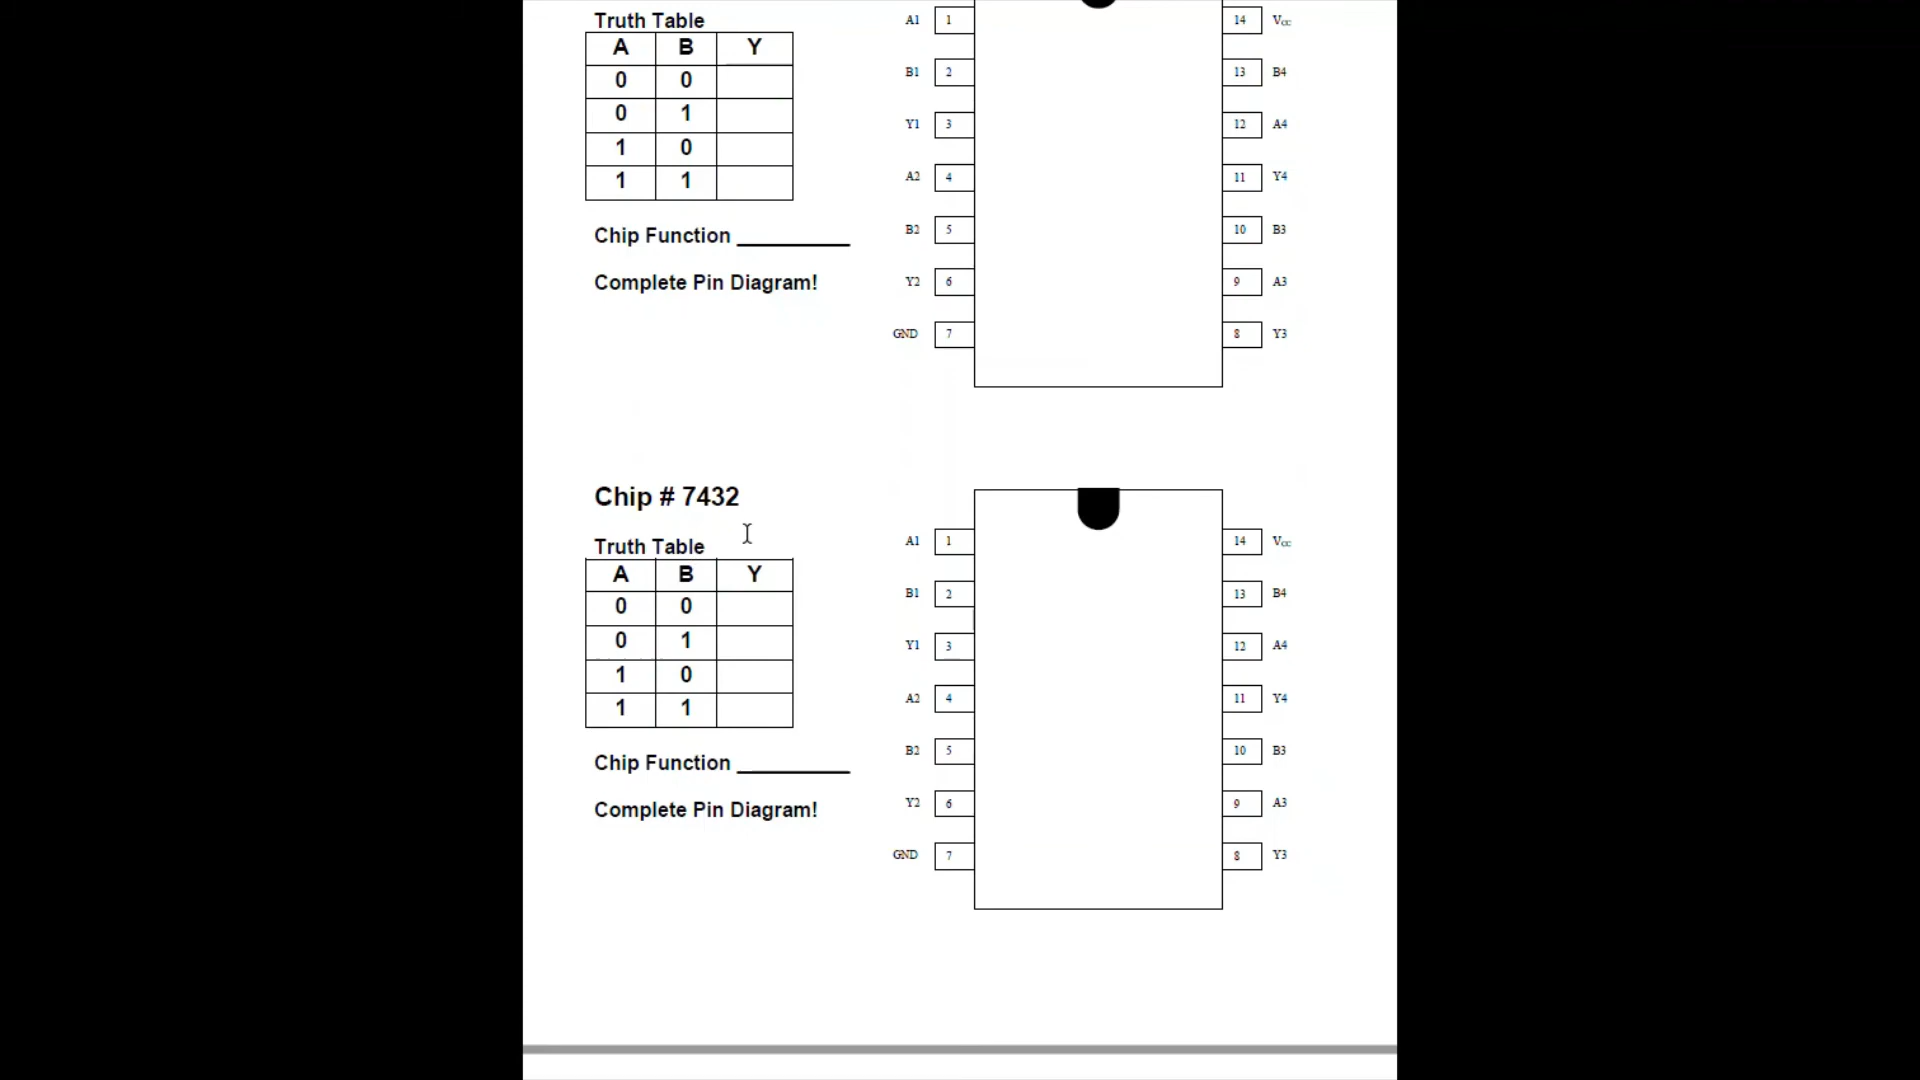 Truth Table
A B Y
0 0
0 1
1 0
1 1
Chip Function __________
Complete Pin Diagram!
A1 1 14 Vcc
B1 2 13 B4
Y1 3 12 A4
A2 4 11 Y4
B2 5 10 B3
Y2 6 9 A3
GND 7 8 Y3
Chip # 7432
Truth Table
A B Y
0 0
0 1
1 0
1 1
Chip Function __________
Complete Pin Diagram!
A1 1 14 Vcc
B1 2 13 B4
Y1 3 12 A4
A2 4 11 Y4
B2 5 10 B3
Y2 6 9 A3
GND 7 8 Y3